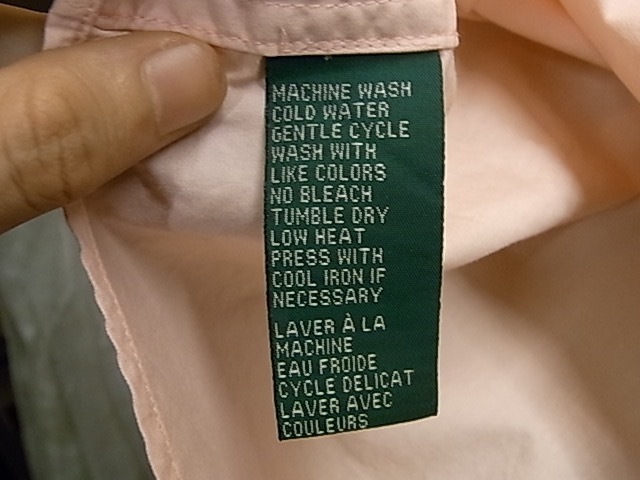 MACHINE WASH
COLD WATER
GENTLE CYCLE
WASH WITH
LIKE COLORS
NO BLEACH
TUMBLE DRY
LOW HEAT
PRESS WITH
COOL IRON IF
NECESSARY
LAVER À LA
MACHINE
EAU FROIDE
CYCLE DELICAT
LAVER AVEC
COULEURS